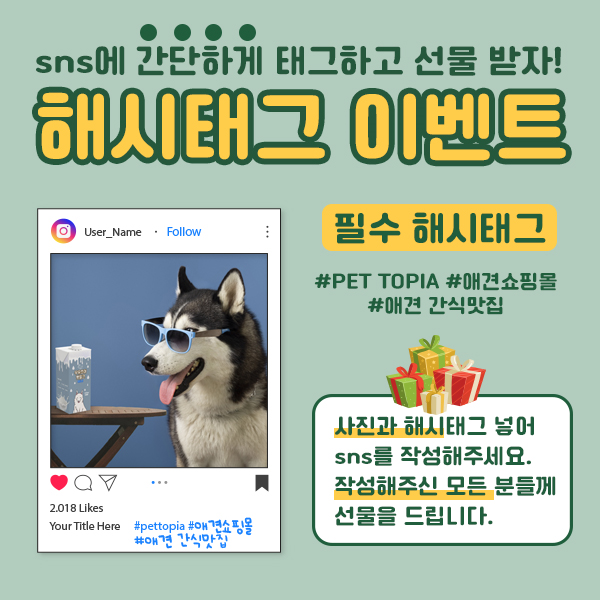 sns에 간단하게 태그하고 선물 받자!
해시태그 이벤트
User_Name · Follow
필수 해시태그
#PET TOPIA #애견쇼핑몰
#애견 간식맛집
사진과 해시태그 넣어
sns를 작성해주세요.
작성해주신 모든 분들께
선물을 드립니다.
2.018 Likes
Your Title Here #pettopia #애견쇼핑몰
#애견 간식맛집